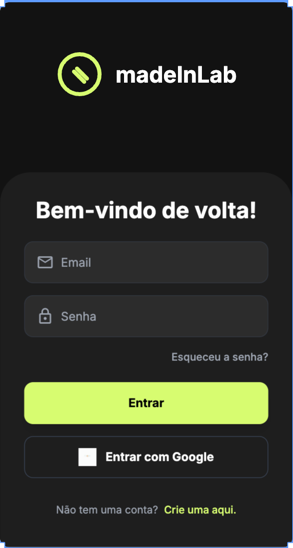 madeInLab
Bem-vindo de volta!
Email
Senha
Esqueceu a senha?
Entrar
Entrar com Google
Não tem uma conta? Crie uma aqui.